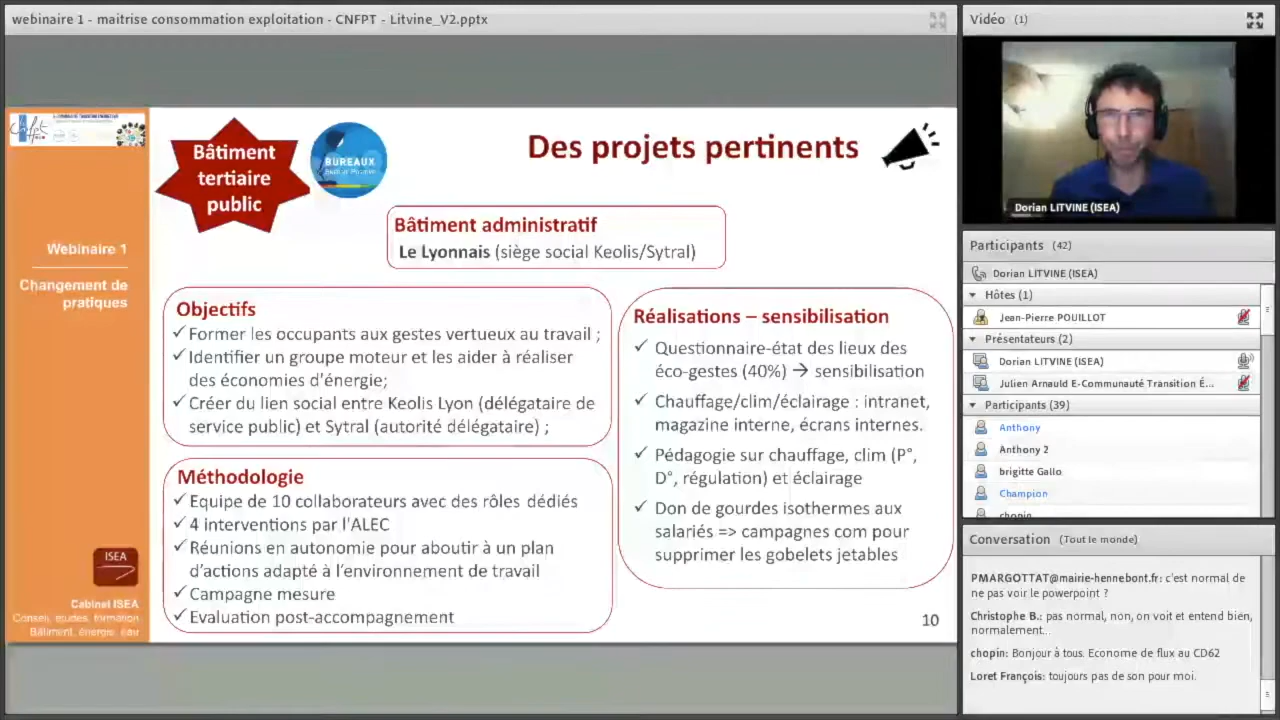 webinaire 1 - maitrise consommation exploitation - CNFPT - Litvine_V2.pptx
Bâtiment
tertiaire
public
BUREAUX
Des projets pertinents
Bâtiment administratif
Le Lyonnais (siège social Keolis/Sytral)
Webinaire 1
Changement de
pratiques
Objectifs
✓Former les occupants aux gestes vertueux au travail ;
✓Identifier un groupe moteur et les aider à réaliser
des économies d'énergie;
✓Créer du lien social entre Keolis Lyon (délégataire de
service public) et Sytral (autorité délégataire) ;
Méthodologie
✓Equipe de 10 collaborateurs avec des rôles dédiés
✓4 interventions par l'ALEC
✓Réunions en autonomie pour aboutir à un plan
d'actions adapté à l'environnement de travail
✓Campagne mesure
✓Evaluation post-accompagnement
Réalisations – sensibilisation
✓ Questionnaire-état des lieux des
éco-gestes (40%) → sensibilisation
✓ Chauffage/clim/éclairage : intranet,
magazine interne, écrans internes.
✓ Pédagogie sur chauffage, clim (P°,
D°, régulation) et éclairage
✓ Don de gourdes isothermes aux
salariés => campagnes com pour
supprimer les gobelets jetables
ISEA
Cabinet ISEA
Conseil, études, formation
Bâtiment, énergie, eau
10
Vidéo (1)
Dorian LITVINE (ISEA)
Participants (42)
Dorian LITVINE (ISEA)
Hôtes (1)
Jean-Pierre POUILLOT
Présentateurs (2)
Dorian LITVINE (ISEA)
Julien Arnauld E-Communauté Transition É...
Participants (39)
Anthony
Anthony 2
brigitte Gallo
Champion
chopin
Conversation (Tout le monde)
PMARGOTTAT@mairie-hennebont.fr: c'est normal de
ne pas voir le powerpoint ?
Christophe B.: pas normal, non, on voit et entend bien,
normalement...
chopin: Bonjour à tous. Econome de flux au CD62
Loret François: toujours pas de son pour moi.